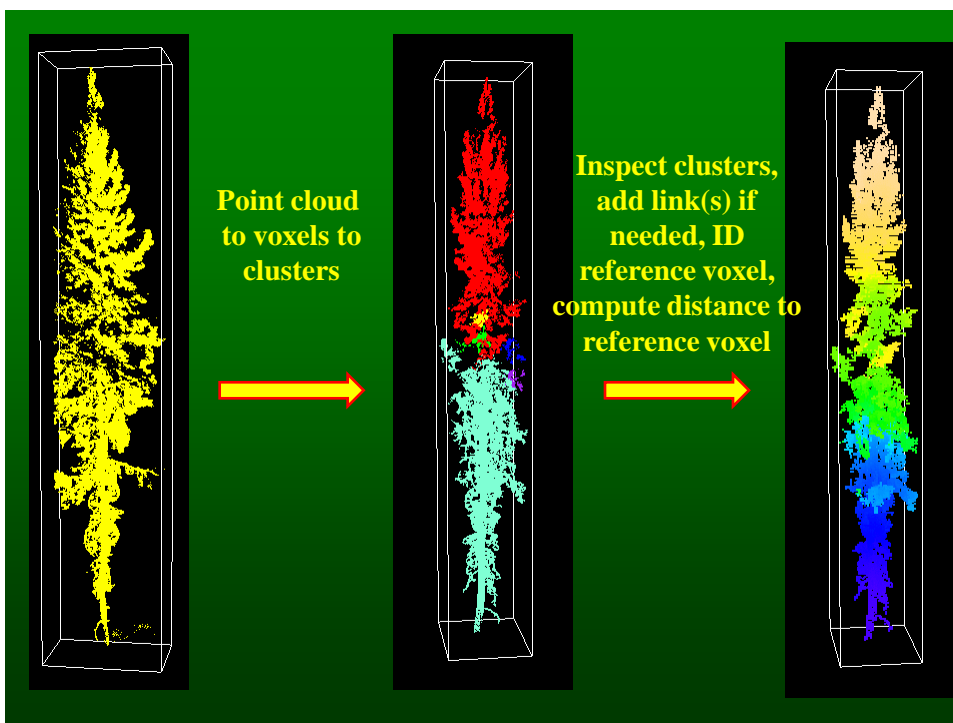 Point cloud
to voxels to
clusters
Inspect clusters,
add link(s) if
needed, ID
reference voxel,
compute distance to
reference voxel